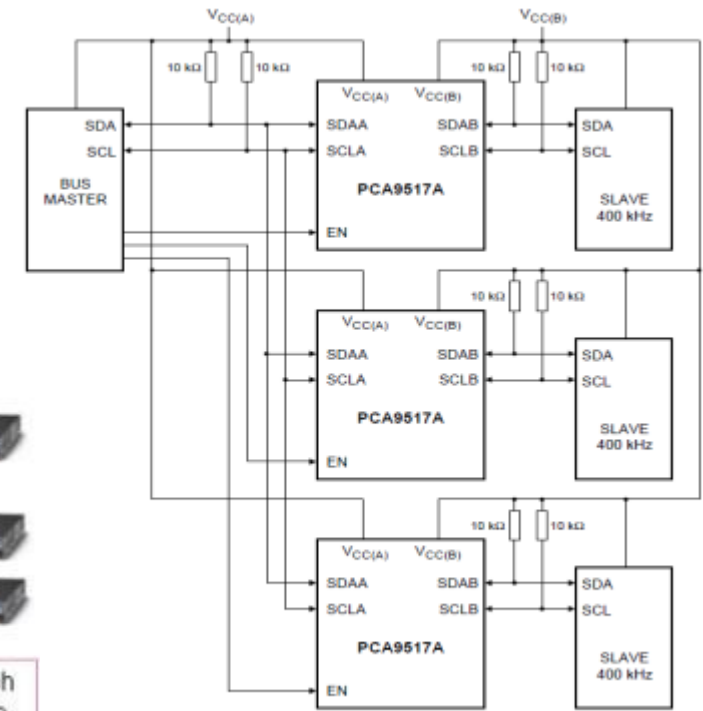 VCC(A) VCC(B)
10 kΩ 10 kΩ 10 kΩ 10 kΩ
VCC(A) VCC(B)
SDA SDAA SDAB SDA
SCL SCLA SCLB SCL
BUS
MASTER
PCA9517A
SLAVE
400 kHz
EN
10 kΩ 10 kΩ
VCC(A) VCC(B)
SDAA SDAB SDA
SCLA SCLB SCL
PCA9517A
SLAVE
400 kHz
EN
10 kΩ 10 kΩ
VCC(A) VCC(B)
SDAA SDAB SDA
SCLA SCLB SCL
PCA9517A
SLAVE
400 kHz
EN